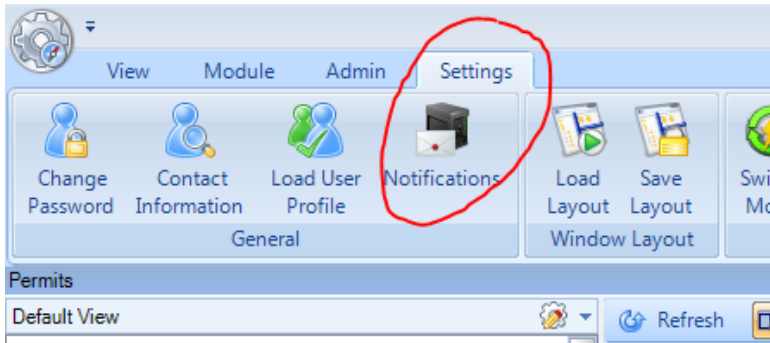 View Module Admin Settings
Change Password
Contact Information
Load User Profile
Notifications
Load Layout
Save Layout
General
Window Layout
Permits
Default View
Refresh